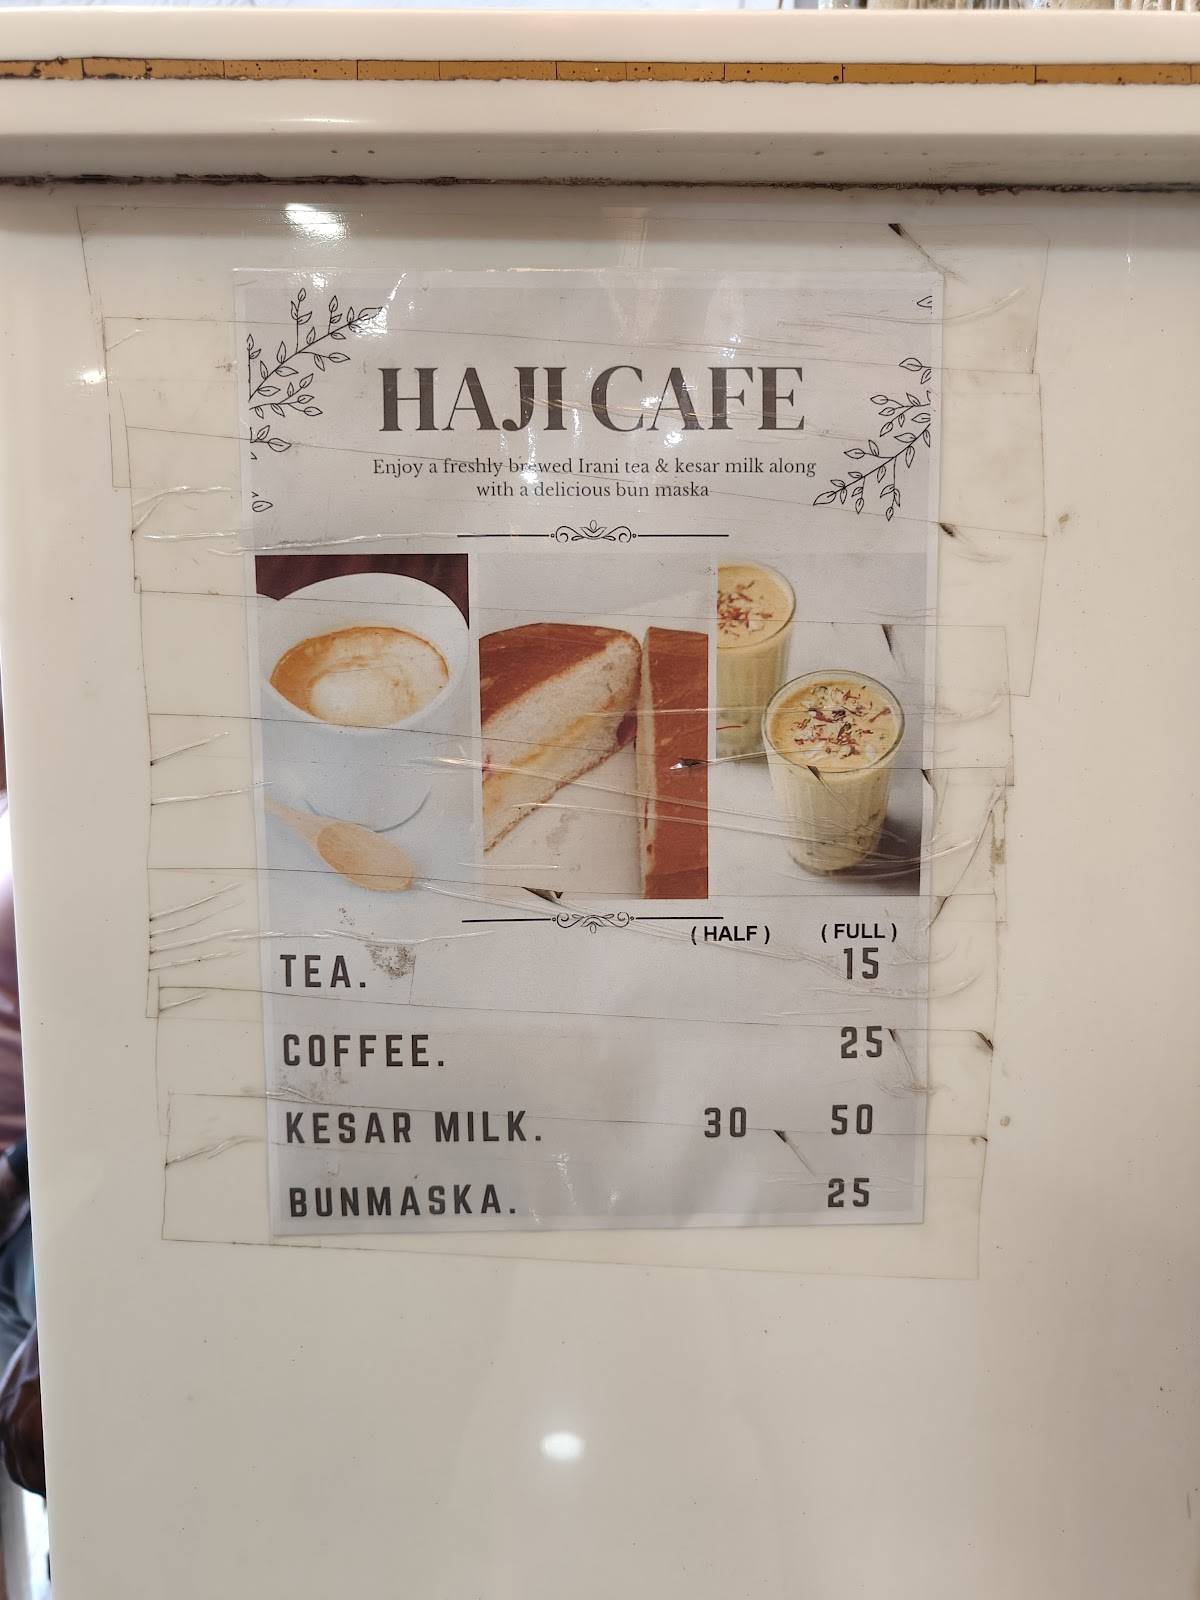 HAJI CAFE
Enjoy a freshly brewed Irani tea & kesar milk along
with a delicious bun maska
( HALF ) ( FULL )
TEA. 15
COFFEE. 25
KESAR MILK. 30 50
BUNMASKA. 25